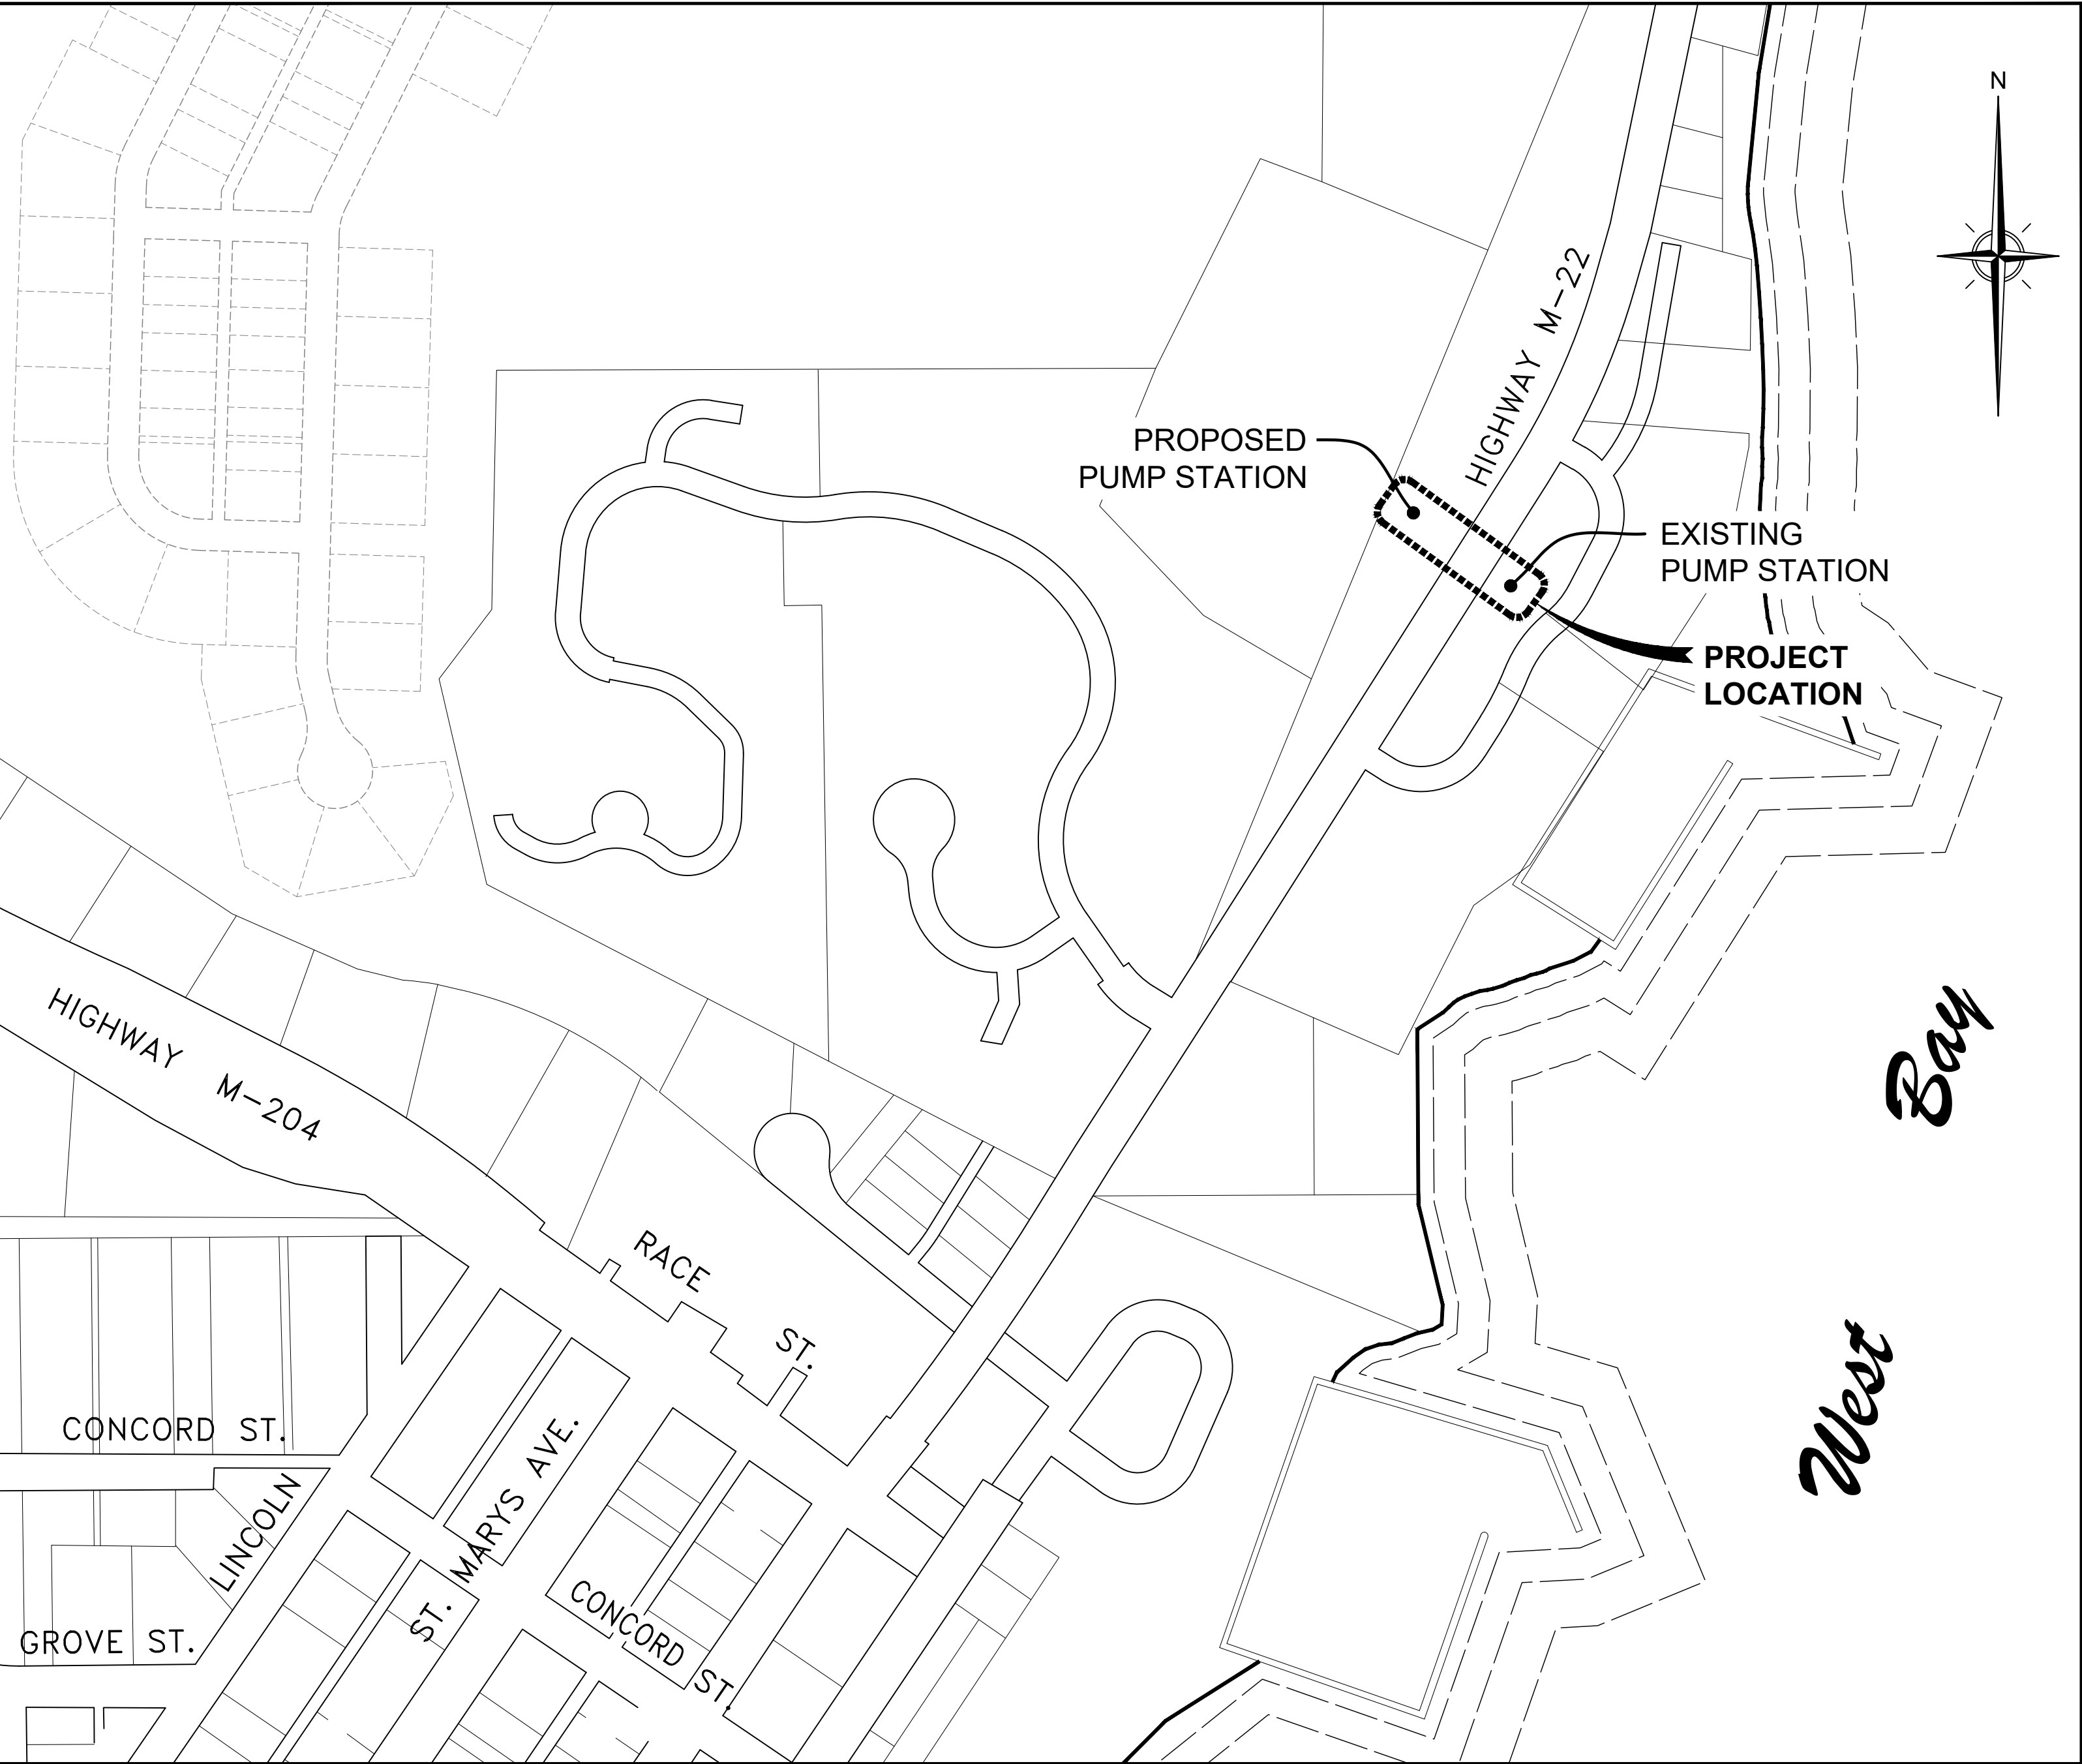 N
HIGHWAY M-22
PROPOSED
PUMP STATION
EXISTING
PUMP STATION
PROJECT
LOCATION
HIGHWAY M-204
West Bay
RACE ST.
CONCORD ST.
LINCOLN
ST. MARYS AVE.
CONCORD ST.
GROVE ST.